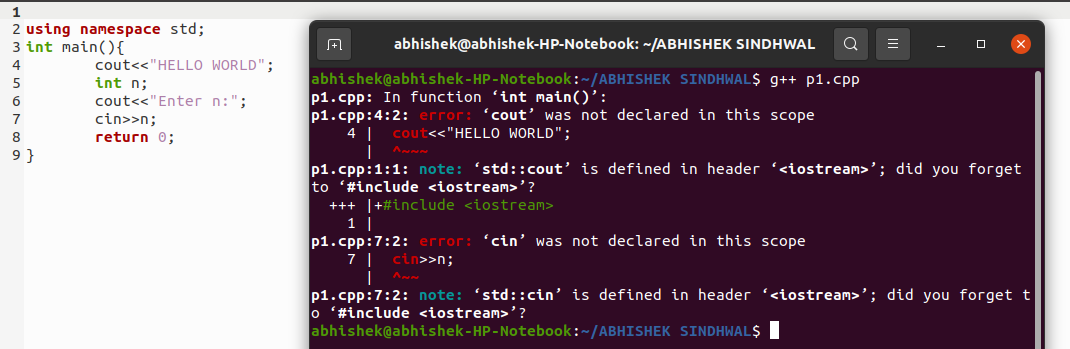 1
2 using namespace std;
3 int main(){
4 cout<<"HELLO WORLD";
5 int n;
6 cout<<"Enter n:";
7 cin>>n;
8 return 0;
9 }
abhishek@abhishek-HP-Notebook: ~/ABHISHEK SINDHWAL
abhishek@abhishek-HP-Notebook:~/ABHISHEK SINDHWAL$ g++ p1.cpp
p1.cpp: In function ‘int main()’:
p1.cpp:4:2: error: ‘cout’ was not declared in this scope
4 | cout<<"HELLO WORLD";
| ^~~~
p1.cpp:1:1: note: ‘std::cout’ is defined in header ‘<iostream>’; did you forget
to ‘#include <iostream>’?
+++ |+#include <iostream>
1 |
p1.cpp:7:2: error: ‘cin’ was not declared in this scope
7 | cin>>n;
| ^~~
p1.cpp:7:2: note: ‘std::cin’ is defined in header ‘<iostream>’; did you forget t
o ‘#include <iostream>’?
abhishek@abhishek-HP-Notebook:~/ABHISHEK SINDHWAL$